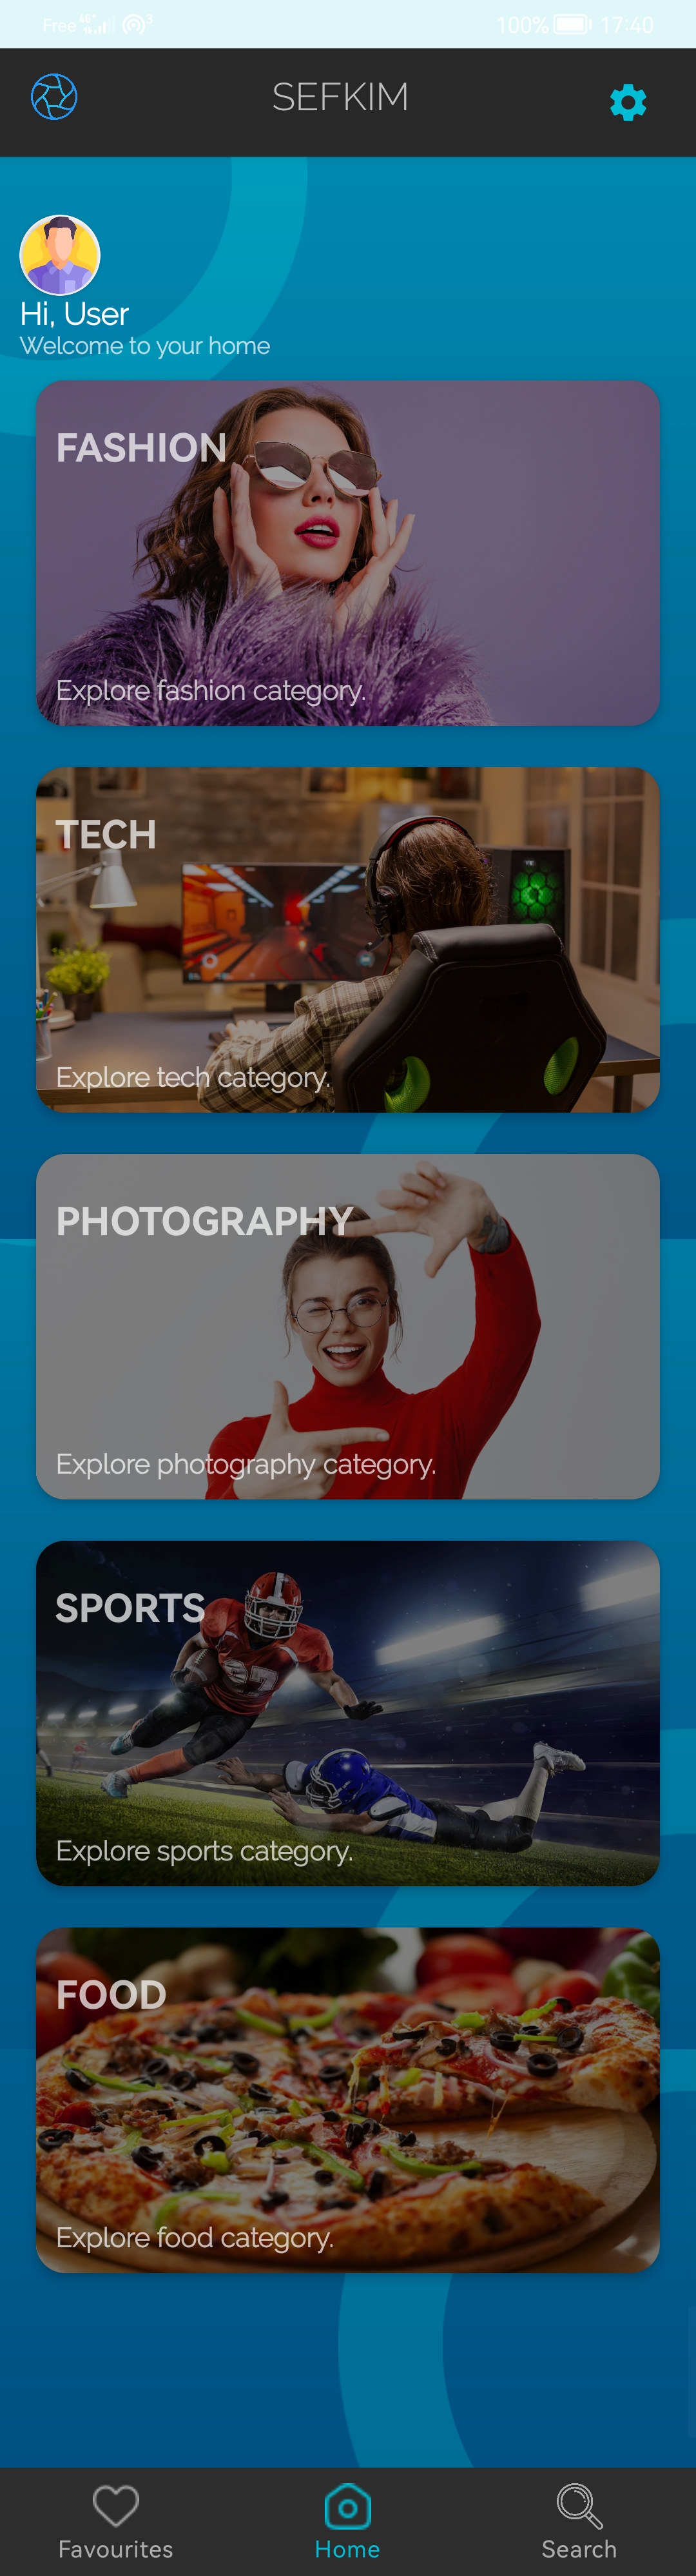 Free 4G+ 3 100% 17:40
SEFKIM
Hi, User
Welcome to your home
FASHION
Explore fashion category.
TECH
Explore tech category.
PHOTOGRAPHY
Explore photography category.
SPORTS
Explore sports category.
FOOD
Explore food category.
Favourites Home Search